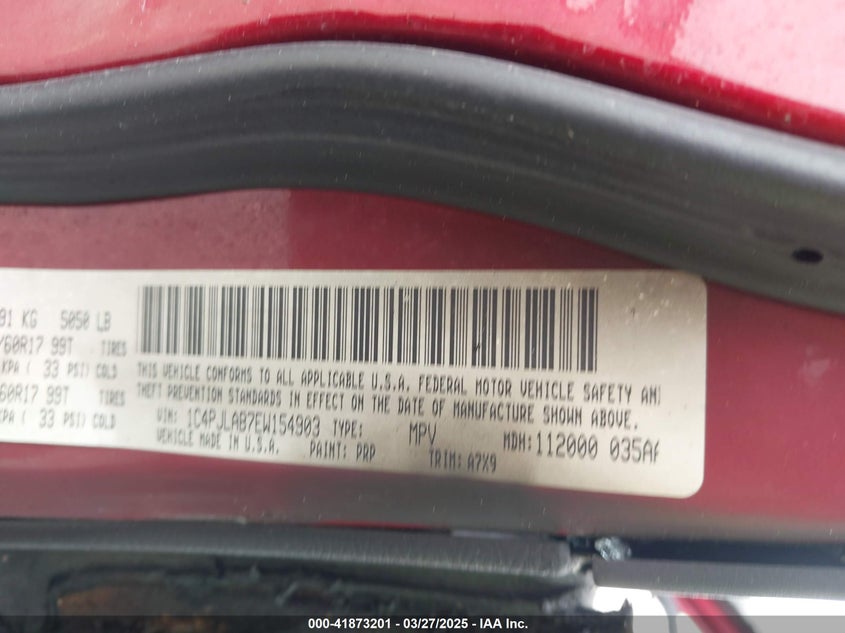 91 KG 5050 LB
/60R17 99T TIRES
KPA ( 33 PSI) COLD
60R17 99T TIRES
KPA ( 33 PSI) COLD
THIS VEHICLE CONFORMS TO ALL APPLICABLE U.S.A. FEDERAL MOTOR VEHICLE SAFETY AN
THEFT PREVENTION STANDARDS IN EFFECT ON THE DATE OF MANUFACTURE SHOWN ABOVE.
VIN: 1C4PJLAB7EW154903 TYPE: MPV MDH: 112000 035A
VEHICLE MADE IN U.S.A. PAINT: PRP TRIM: A7X9
000-41873201 - 03/27/2025 - IAA Inc.